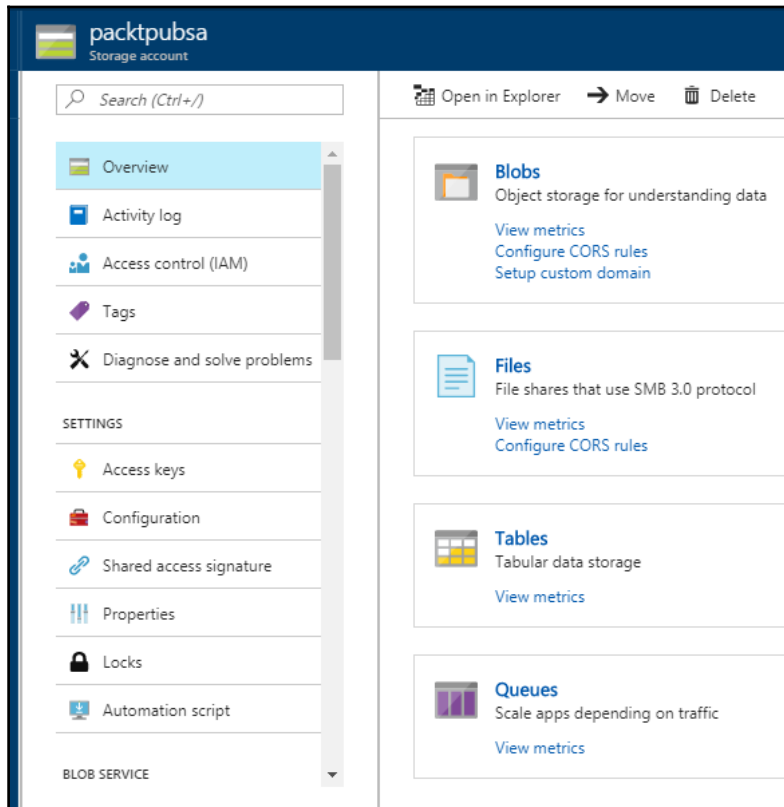 packtpubsa
Storage account
Search (Ctrl+/)
Overview
Activity log
Access control (IAM)
Tags
Diagnose and solve problems
SETTINGS
Access keys
Configuration
Shared access signature
Properties
Locks
Automation script
BLOB SERVICE
Open in Explorer Move Delete
Blobs
Object storage for understanding data
View metrics
Configure CORS rules
Setup custom domain
Files
File shares that use SMB 3.0 protocol
View metrics
Configure CORS rules
Tables
Tabular data storage
View metrics
Queues
Scale apps depending on traffic
View metrics